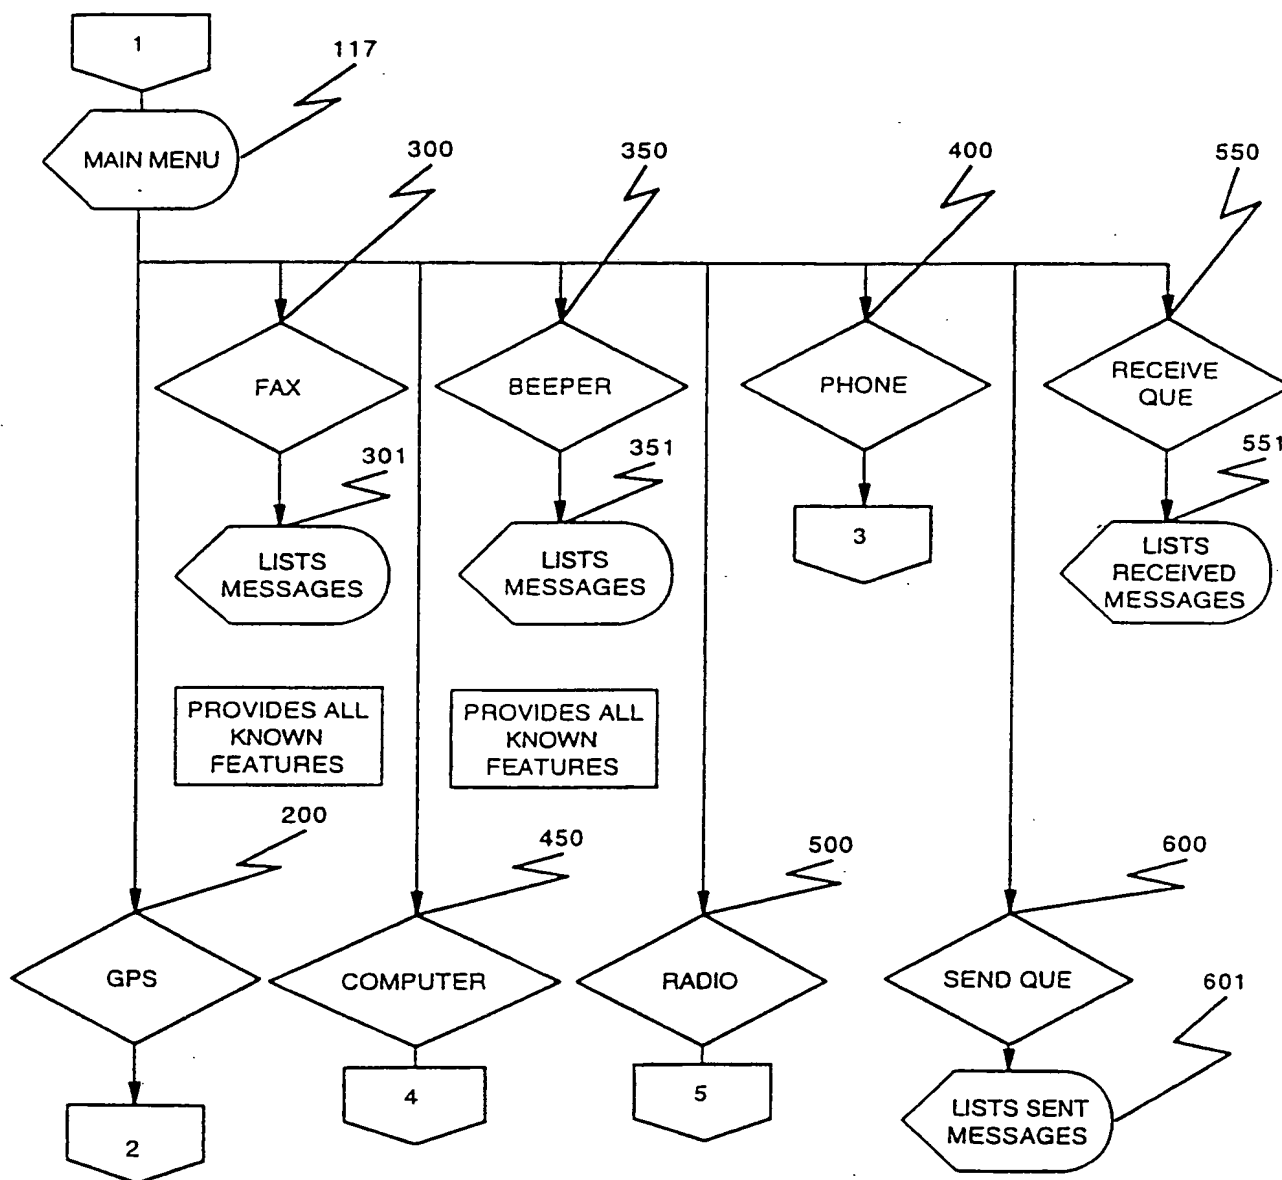 1
117
MAIN MENU
300
350
400
550
FAX
BEEPER
PHONE
RECEIVE
QUE
301
351
551
LISTS
MESSAGES
LISTS
MESSAGES
3
LISTS
RECEIVED
MESSAGES
PROVIDES ALL
KNOWN
FEATURES
PROVIDES ALL
KNOWN
FEATURES
200
450
500
600
GPS
COMPUTER
RADIO
SEND QUE
601
2
4
5
LISTS SENT
MESSAGES